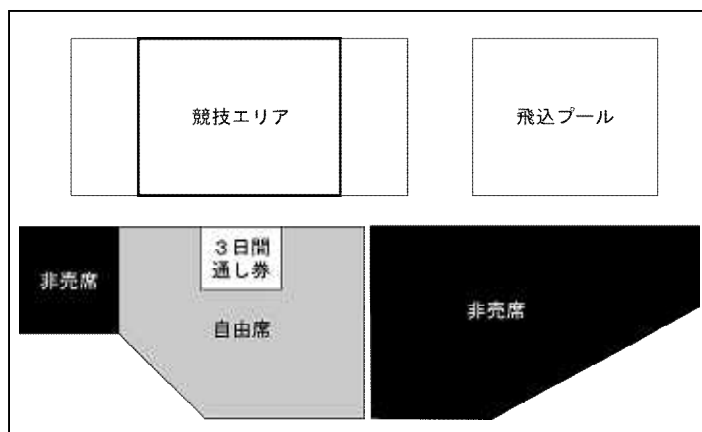 競技エリア
飛込プール
非売席
３日間
通し券
自由席
非売席